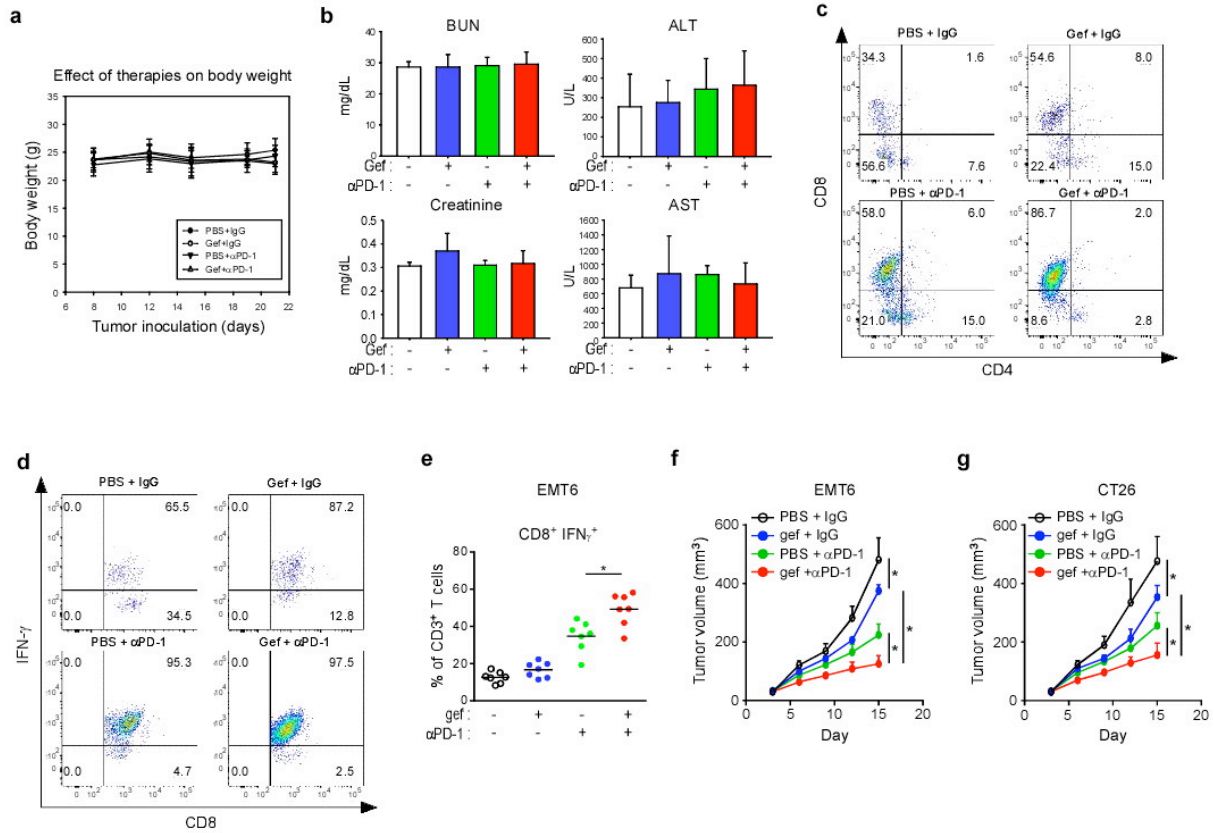 a
Effect of therapies on body weight
Body weight (g)
35
30
25
20
15
10
5
0
PBS+IgG
Gef+IgG
PBS+αPD-1
Gef+αPD-1
6 8 10 12 14 16 18 20 22
Tumor inoculation (days)
b
BUN
mg/dL
40
30
20
10
0
Gef : - + - +
αPD-1 : - - + +
ALT
U/L
600
500
400
300
200
100
0
Gef : - + - +
αPD-1 : - - + +
Creatinine
mg/dL
0.5
0.4
0.3
0.2
0.1
0.0
Gef : - + - +
αPD-1 : - - + +
AST
U/L
1600
1400
1200
1000
800
600
400
200
0
Gef : - + - +
αPD-1 : - - + +
c
CD8
PBS + IgG
34.3 1.6
56.6 7.6
Gef + IgG
54.6 8.0
22.4 15.0
PBS + αPD-1
58.0 6.0
21.0 15.0
Gef + αPD-1
86.7 2.0
8.6 2.8
CD4
d
IFN-γ
PBS + IgG
0.0 65.5
0.0 34.5
Gef + IgG
0.0 87.2
0.0 12.8
PBS + αPD-1
0.0 95.3
0.0 4.7
Gef + αPD-1
0.0 97.5
0.0 2.5
CD8
e
EMT6
CD8⁺ IFNγ⁺
% of CD3⁺ T cells
80
60
40
20
0
*
gef - + - +
αPD-1 : - - + +
f
EMT6
PBS + IgG
gef + IgG
PBS + αPD-1
gef +αPD-1
Tumor volume (mm³)
600
400
200
0
* * *
0 5 10 15 20
Day
g
CT26
PBS + IgG
gef + IgG
PBS + αPD-1
gef +αPD-1
Tumor volume (mm³)
600
400
200
0
* * *
0 5 10 15 20
Day